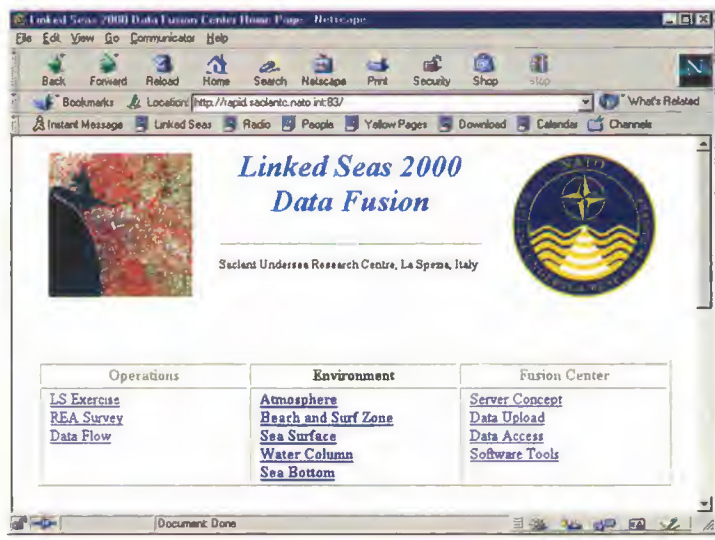 Linked Seas 2000 Data Fusion Center Home Page - Netscape
File Edit View Go Communicator Help
Back Forward Reload Home Search Netscape Print Security Shop Stop
Bookmarks Location: http://rapid.saclantc.nato.int:83/ What's Related
Instant Message Linked Seas Radio People Yellow Pages Download Calendar Channels
Linked Seas 2000
Data Fusion
Saclant Undersea Research Centre, La Spezia, Italy
NATO
Operations Environment Fusion Center
LS Exercise Atmosphere Server Concept
REA Survey Beach and Surf Zone Data Upload
Data Flow Sea Surface Data Access
Water Column Software Tools
Sea Bottom
Document: Done